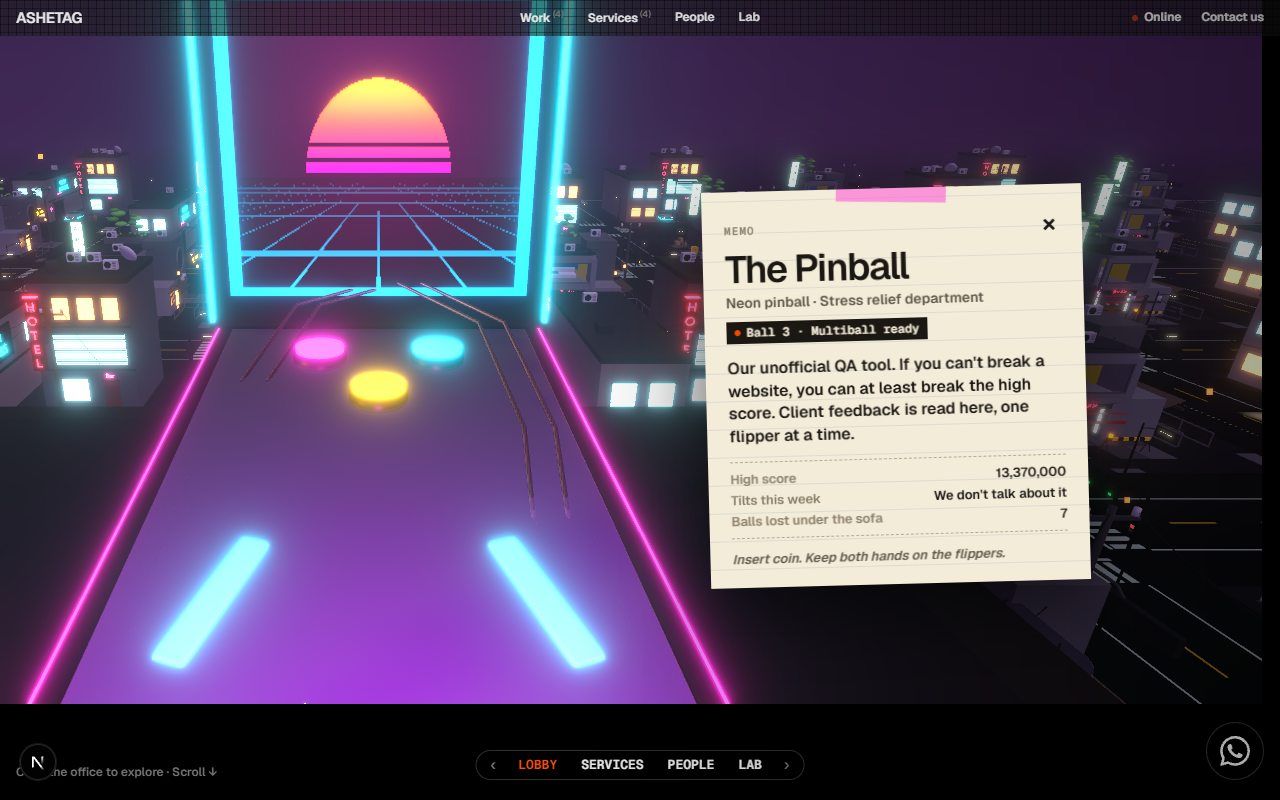 ASHETAG
Work (4) Services (4) People Lab
Online Contact us
HOTEL
HOTEL
HOTE
MEMO
×
The Pinball
Neon pinball · Stress relief department
Ball 3 · Multiball ready
Our unofficial QA tool. If you can't break a
website, you can at least break the high
score. Client feedback is read here, one
flipper at a time.
High score 13,370,000
Tilts this week We don't talk about it
Balls lost under the sofa 7
Insert coin. Keep both hands on the flippers.
N
he office to explore · Scroll ↓
‹ LOBBY SERVICES PEOPLE LAB ›